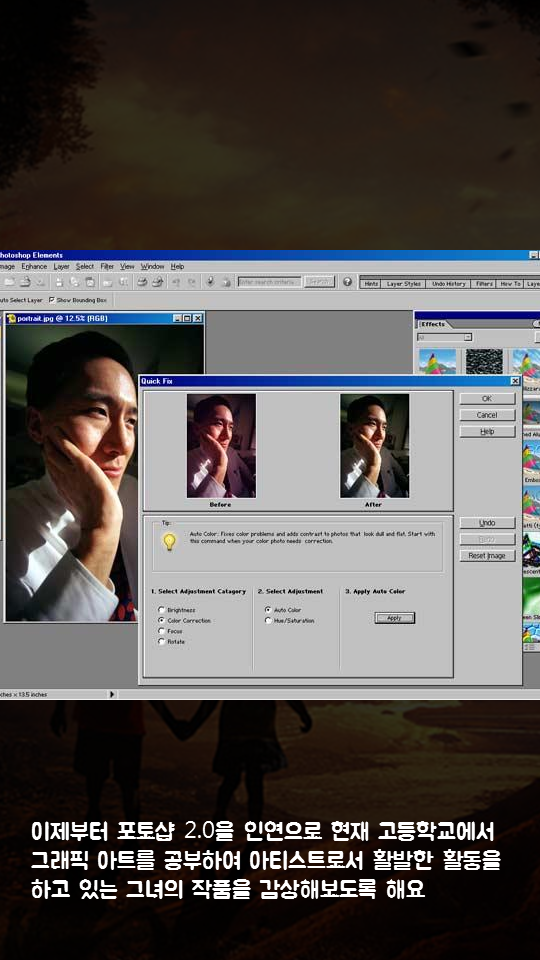 hotoshop Elements
mage Enhance Layer Select Filter View Window Help
Enter search criteria Search Hints Layer Styles Undo History Filters How To Laye
uto Select Layer Show Bounding Box
portrait.jpg @ 12.5% (RGB)
Effects
All
Quick Fix
OK
Cancel
Help
Before After
Tip:
Auto Color: Fixes color problems and adds contrast to photos that look dull and flat. Start with
this command when your color photo needs correction.
Undo
Reset Image
1. Select Adjustment Catagory 2. Select Adjustment 3. Apply Auto Color
Brightness Auto Color Apply
Color Correction Hue/Saturation
Focus
Rotate
ches x 13.5 inches
이제부터 포토샵 2.0을 인연으로 현재 고등학교에서
그래픽 아트를 공부하여 아티스트로서 활발한 활동을
하고 있는 그녀의 작품을 감상해보도록 해요